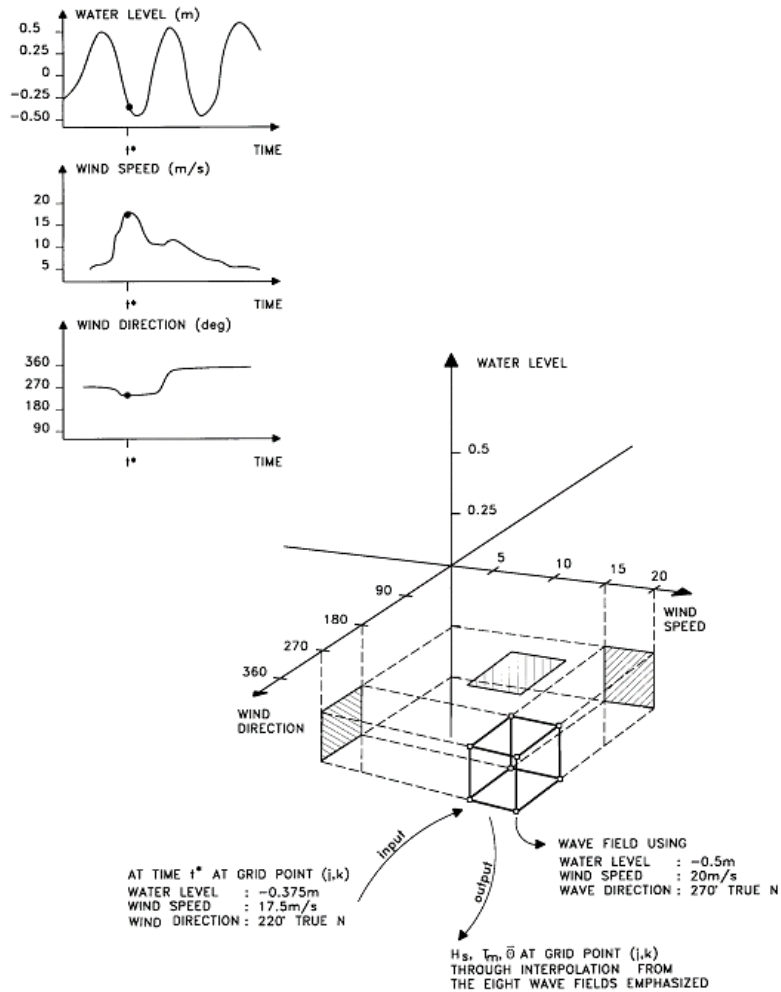 WATER LEVEL (m)
0.5
0.25
0
-0.25
-0.50
t*
TIME
WIND SPEED (m/s)
20
15
10
5
t*
TIME
WIND DIRECTION (deg)
360
270
180
90
t*
TIME
WATER LEVEL
0.5
0.25
5
10
15
20
WIND
SPEED
90
180
270
360
WIND
DIRECTION
input
output
AT TIME t* AT GRID POINT (j,k)
WATER LEVEL : -0.375m
WIND SPEED : 17.5m/s
WIND DIRECTION : 220° TRUE N
WAVE FIELD USING
WATER LEVEL : -0.5m
WIND SPEED : 20m/s
WAVE DIRECTION : 270° TRUE N
Hs, Tm, Θ̄ AT GRID POINT (j,k)
THROUGH INTERPOLATION FROM
THE EIGHT WAVE FIELDS EMPHASIZED